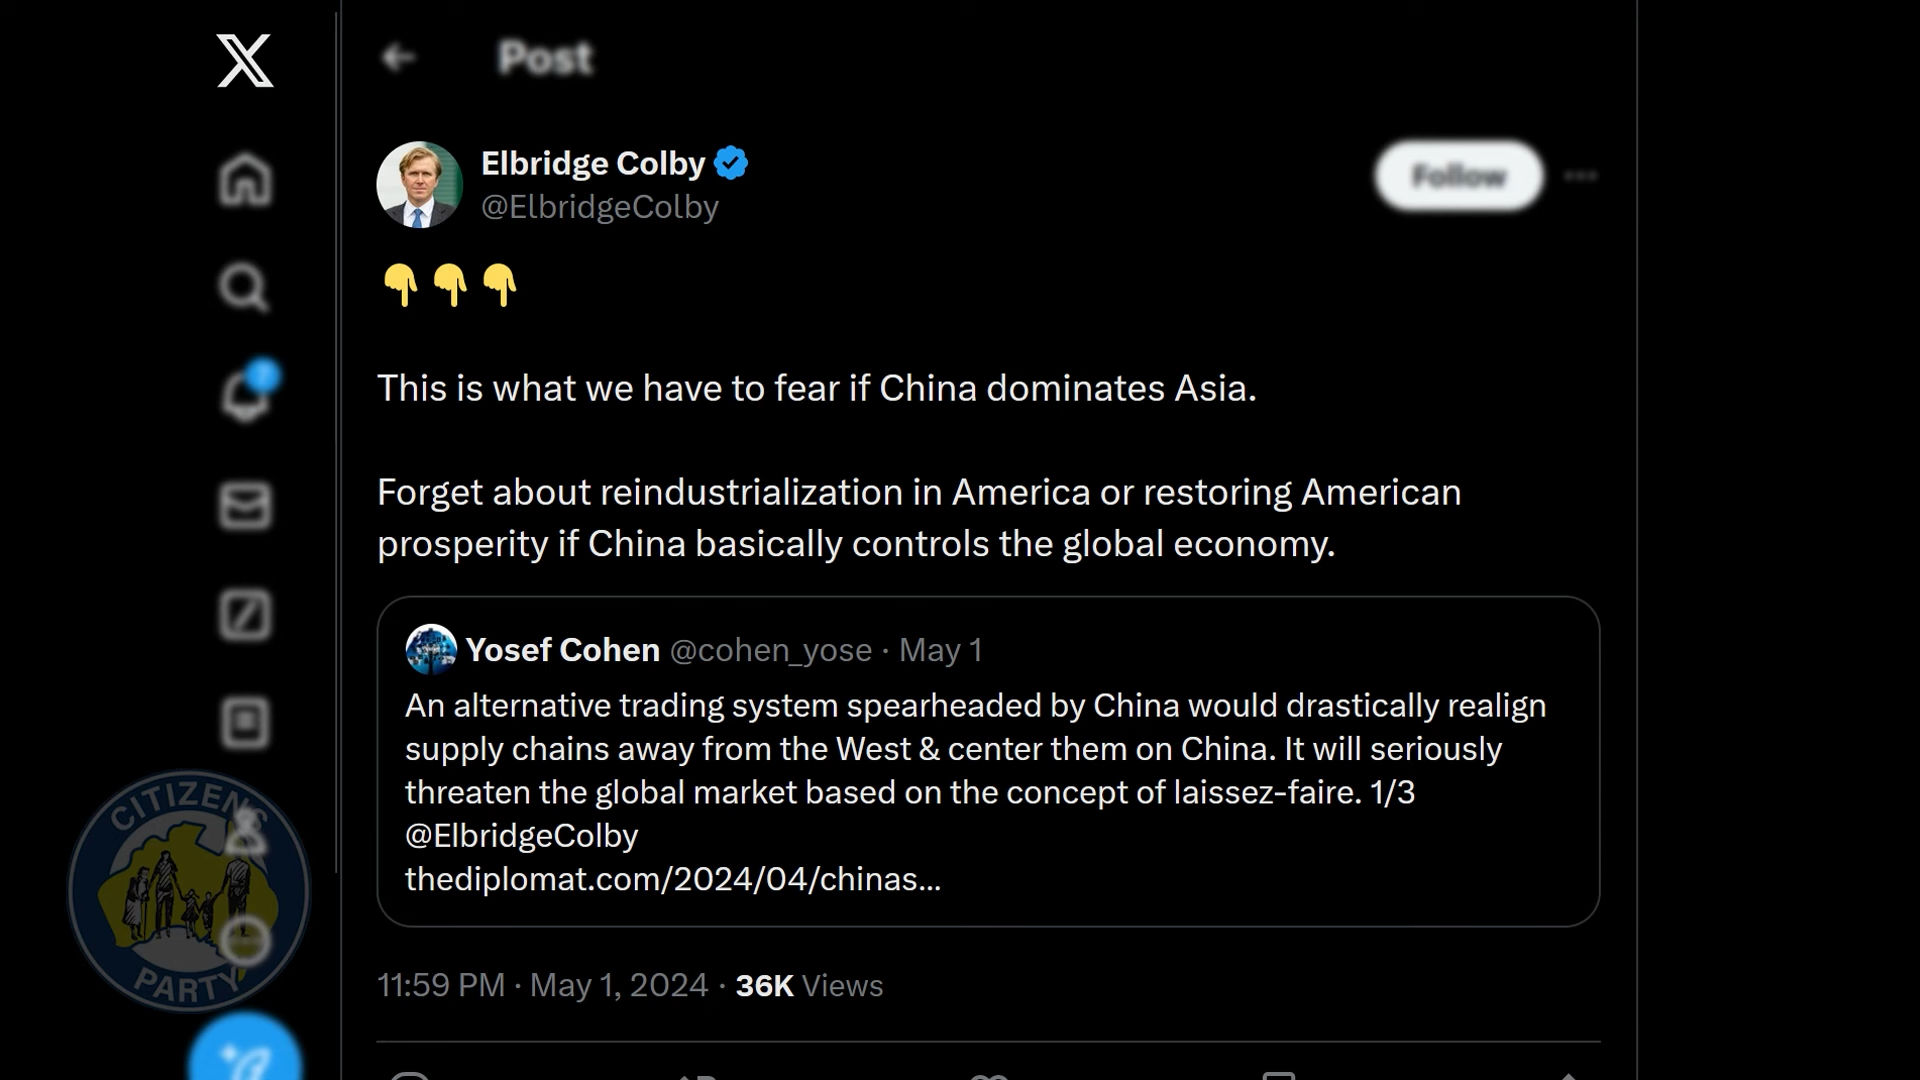 Post
Elbridge Colby
@ElbridgeColby
Follow
👇👇👇
This is what we have to fear if China dominates Asia.
Forget about reindustrialization in America or restoring American
prosperity if China basically controls the global economy.
Yosef Cohen @cohen_yose · May 1
An alternative trading system spearheaded by China would drastically realign
supply chains away from the West & center them on China. It will seriously
threaten the global market based on the concept of laissez-faire. 1/3
@ElbridgeColby
thediplomat.com/2024/04/chinas...
CITIZENS
PARTY
11:59 PM · May 1, 2024 · 36K Views